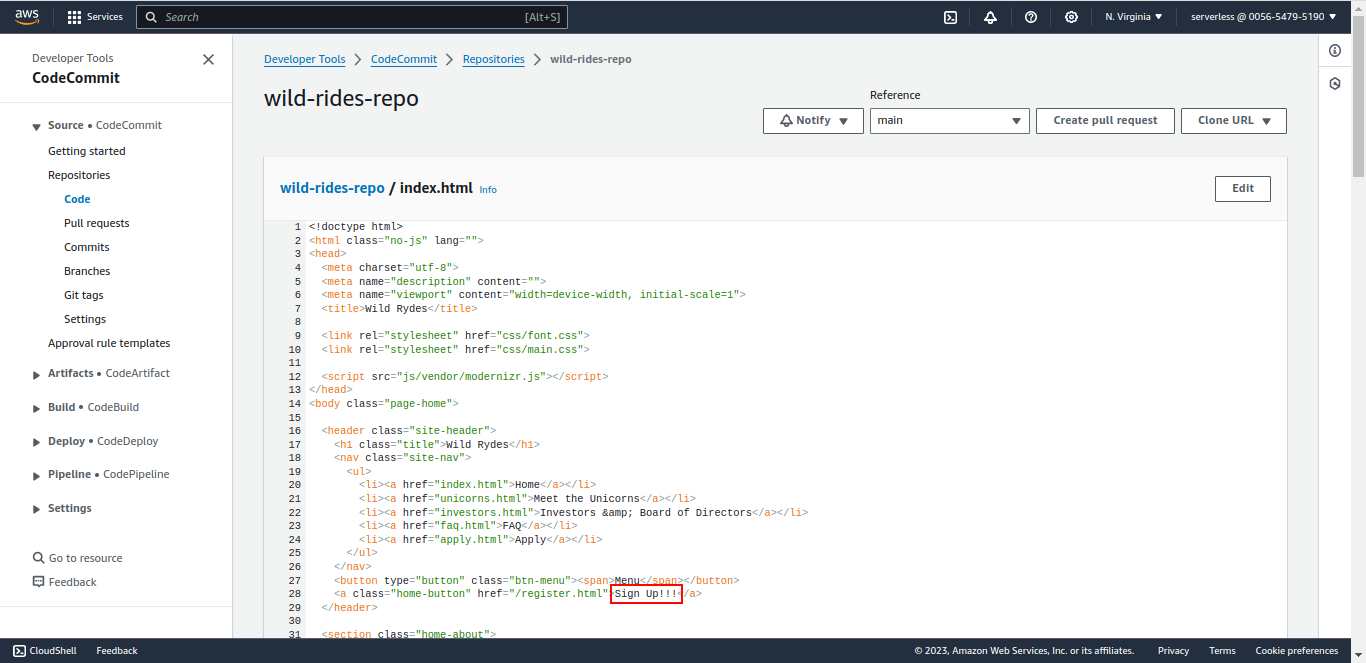 aws Services Search [Alt+S] N. Virginia ▼ serverless @ 0056-5479-5190 ▼
Developer Tools
CodeCommit
Source • CodeCommit
Getting started
Repositories
Code
Pull requests
Commits
Branches
Git tags
Settings
Approval rule templates
Artifacts • CodeArtifact
Build • CodeBuild
Deploy • CodeDeploy
Pipeline • CodePipeline
Settings
Go to resource
Feedback
Developer Tools > CodeCommit > Repositories > wild-rides-repo
wild-rides-repo
Reference
Notify ▼ main ▼ Create pull request Clone URL ▼
wild-rides-repo / index.html Info Edit
1 <!doctype html>
2 <html class="no-js" lang="">
3 <head>
4 <meta charset="utf-8">
5 <meta name="description" content="">
6 <meta name="viewport" content="width=device-width, initial-scale=1">
7 <title>Wild Rydes</title>
8
9 <link rel="stylesheet" href="css/font.css">
10 <link rel="stylesheet" href="css/main.css">
11
12 <script src="js/vendor/modernizr.js"></script>
13 </head>
14 <body class="page-home">
15
16 <header class="site-header">
17 <h1 class="title">Wild Rydes</h1>
18 <nav class="site-nav">
19 <ul>
20 <li><a href="index.html">Home</a></li>
21 <li><a href="unicorns.html">Meet the Unicorns</a></li>
22 <li><a href="investors.html">Investors &amp; Board of Directors</a></li>
23 <li><a href="faq.html">FAQ</a></li>
24 <li><a href="apply.html">Apply</a></li>
25 </ul>
26 </nav>
27 <button type="button" class="btn-menu"><span>Menu</span></button>
28 <a class="home-button" href="/register.html">Sign Up!!!</a>
29 </header>
30
31 <section class="home-about">
CloudShell Feedback © 2023, Amazon Web Services, Inc. or its affiliates. Privacy Terms Cookie preferences